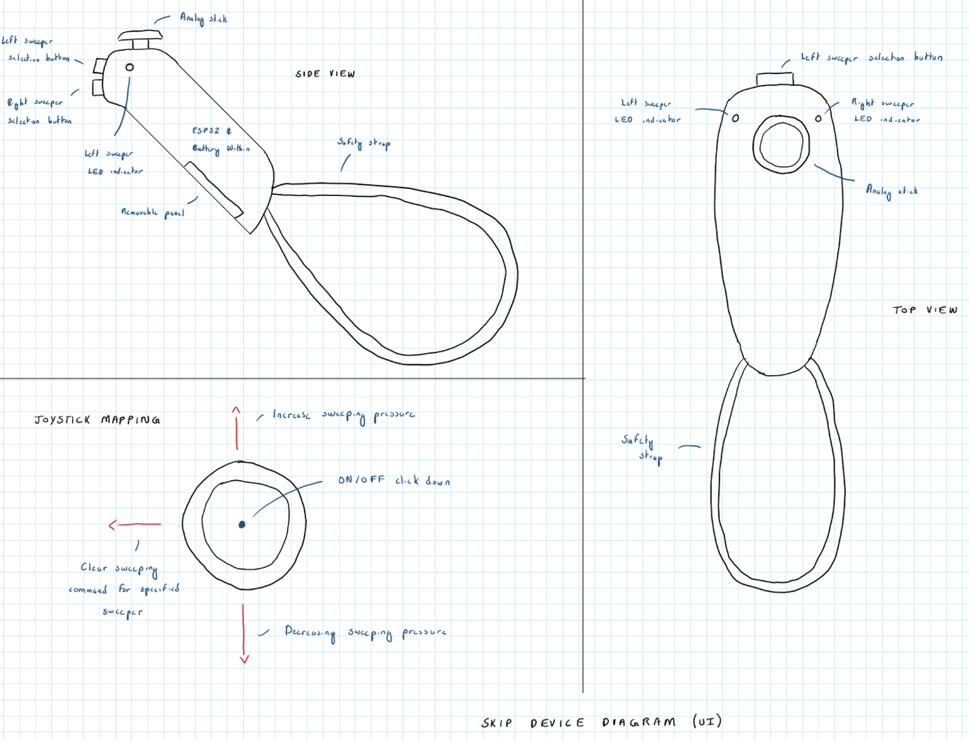 Analog stick
Left sweeper
selection button
Right sweeper
selection button
SIDE VIEW
ESP32 &
Battery Within
Left sweeper
LED indicator
Safety strap
Removable panel
Left sweeper selection button
Left sweeper
LED indicator
Right sweeper
LED indicator
Analog stick
TOP VIEW
Safety
strap
JOYSTICK MAPPING
Increase sweeping pressure
ON/OFF click down
Clear sweeping
command for specified
sweeper
Decreasing sweeping pressure
SKIP DEVICE DIAGRAM (UI)